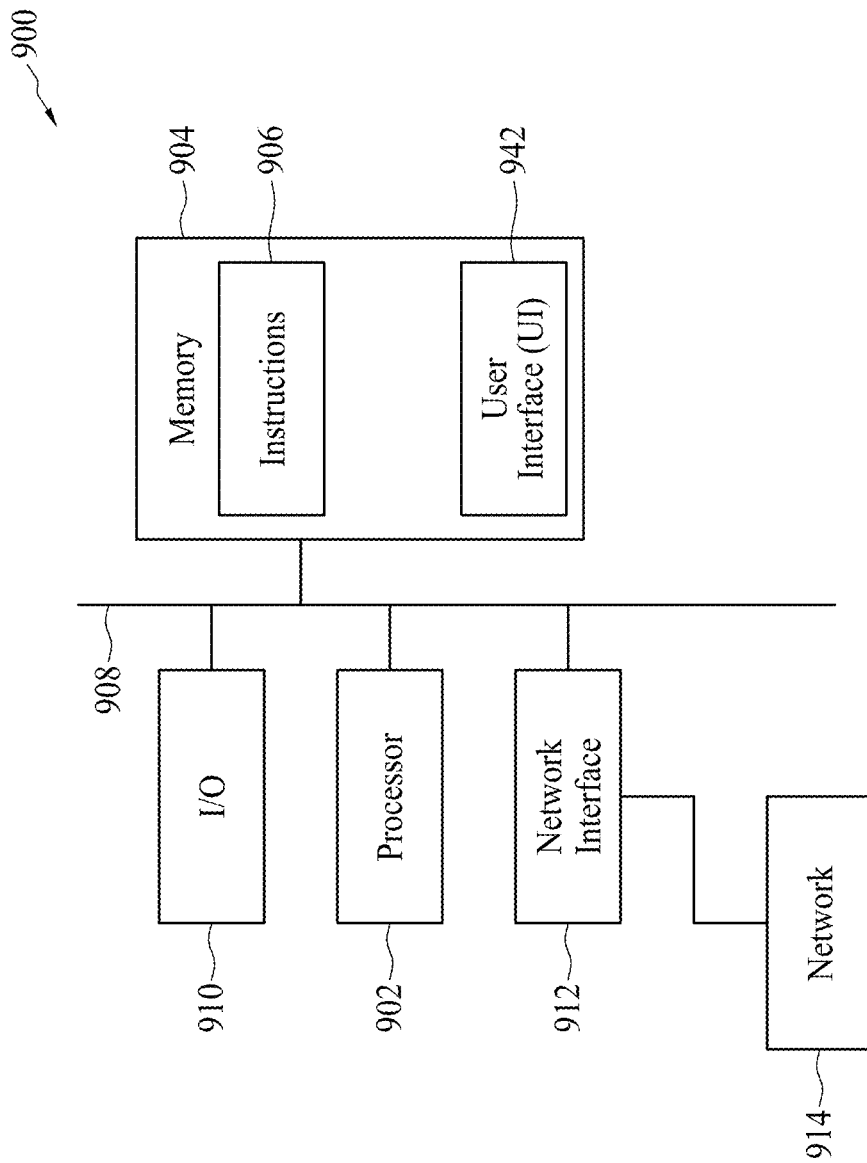 900
904
906
942
Memory
Instructions
User
Interface (UI)
908
I/O
Processor
Network
Interface
910
902
912
Network
914